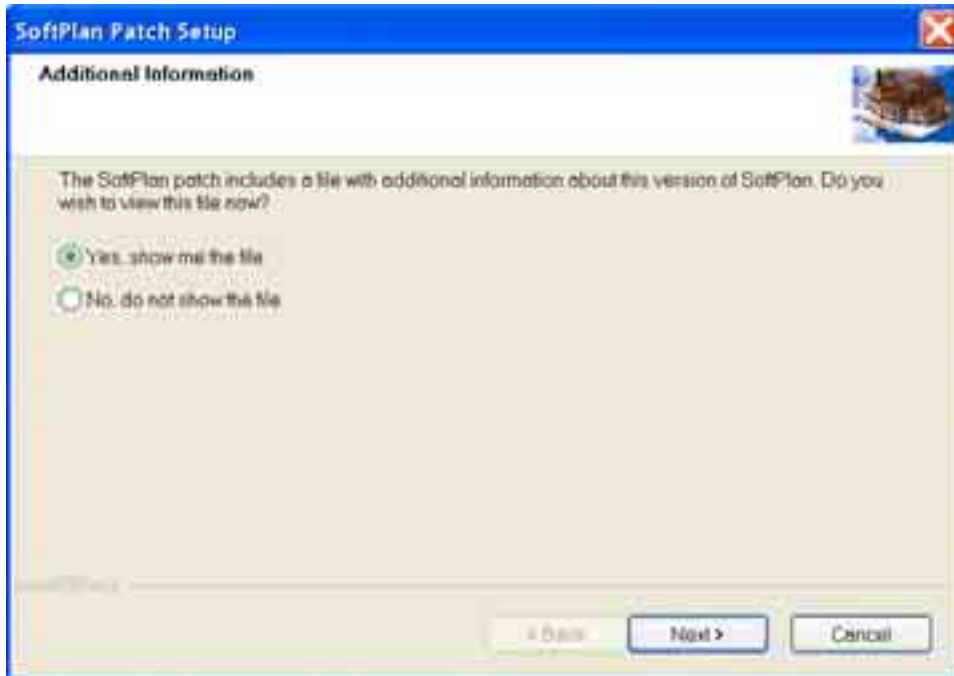 SoftPlan Patch Setup
Additional Information
The SoftPlan patch includes a file with additional information about this version of SoftPlan. Do you
wish to view this file now?
Yes, show me the file
No, do not show the file
< Back
Next >
Cancel